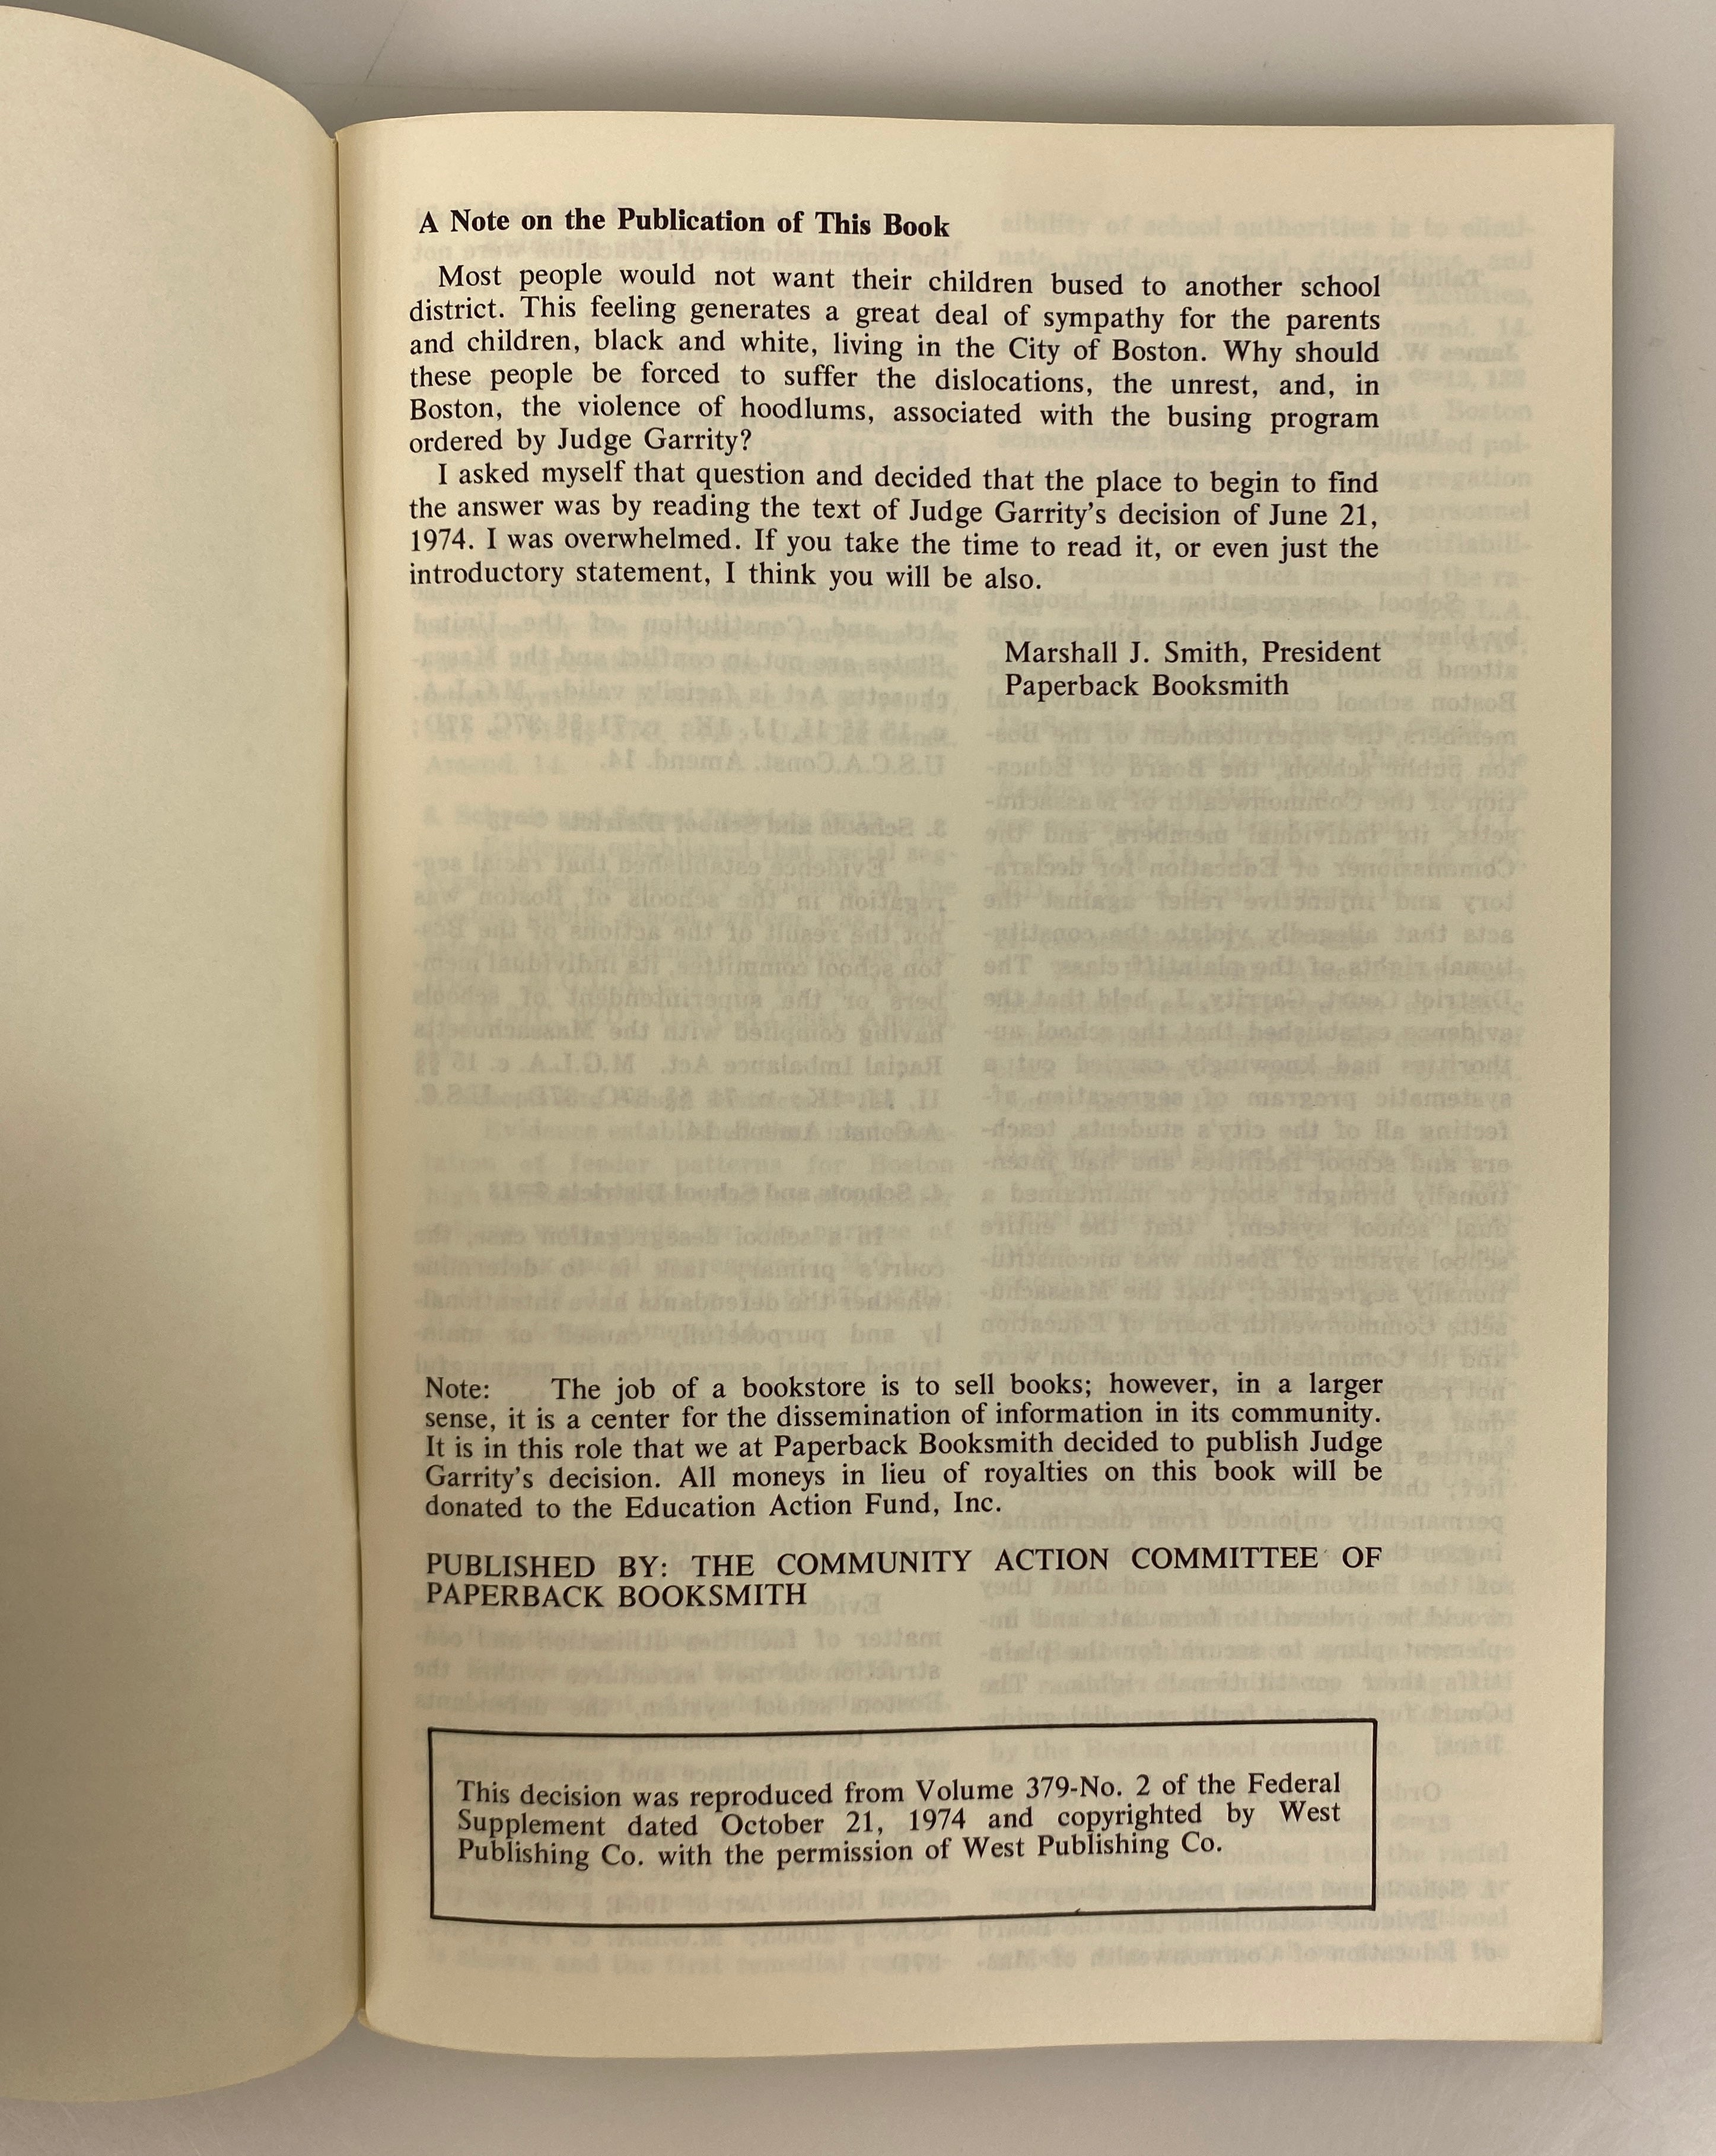 A Note on the Publication of This Book
Most people would not want their children bused to another school
district. This feeling generates a great deal of sympathy for the parents
and children, black and white, living in the City of Boston. Why should
these people be forced to suffer the dislocations, the unrest, and, in
Boston, the violence of hoodlums, associated with the busing program
ordered by Judge Garrity?
I asked myself that question and decided that the place to begin to find
the answer was by reading the text of Judge Garrity's decision of June 21,
1974. I was overwhelmed. If you take the time to read it, or even just the
introductory statement, I think you will be also.
Marshall J. Smith, President
Paperback Booksmith
Note: The job of a bookstore is to sell books; however, in a larger
sense, it is a center for the dissemination of information in its community.
It is in this role that we at Paperback Booksmith decided to publish Judge
Garrity's decision. All moneys in lieu of royalties on this book will be
donated to the Education Action Fund, Inc.
PUBLISHED BY: THE COMMUNITY ACTION COMMITTEE OF
PAPERBACK BOOKSMITH
This decision was reproduced from Volume 379-No. 2 of the Federal
Supplement dated October 21, 1974 and copyrighted by West
Publishing Co. with the permission of West Publishing Co.